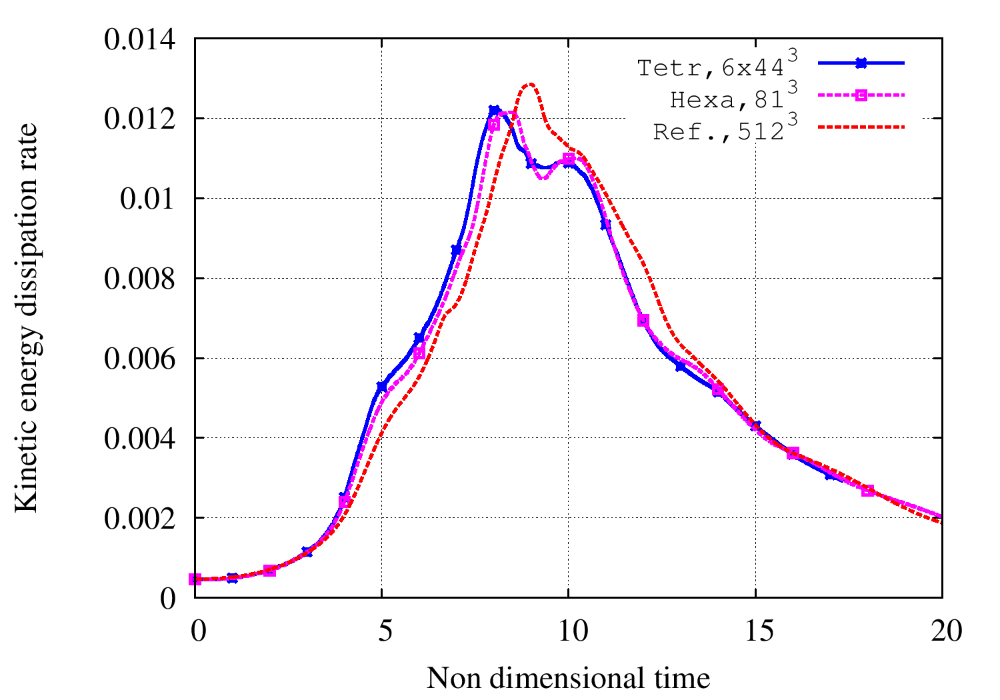 0.014
0.012
0.01
0.008
0.006
0.004
0.002
0
Kinetic energy dissipation rate
Tetr,6x44³
Hexa,81³
Ref.,512³
0 5 10 15 20
Non dimensional time